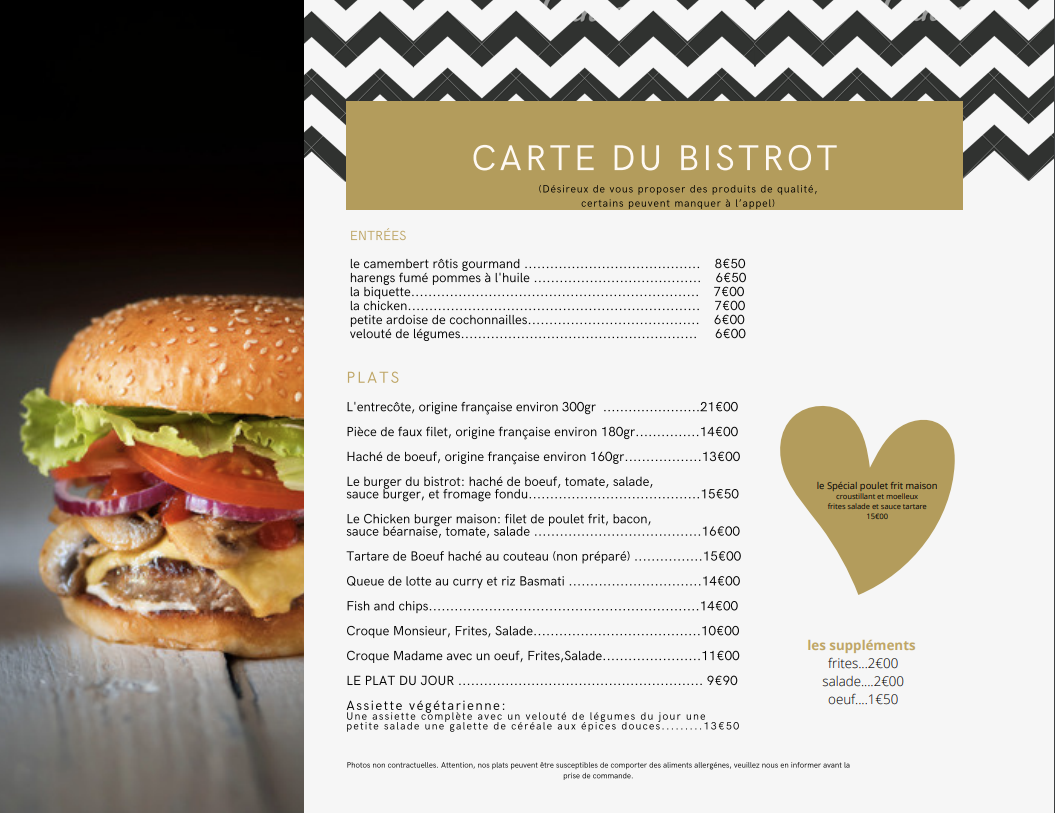 CARTE DU BISTROT
(Désireux de vous proposer des produits de qualité,
certains peuvent manquer à l'appel)
ENTRÉES
le camembert rôtis gourmand ......................................... 8€50
harengs fumé pommes à l'huile ....................................... 6€50
la biquette................................................................... 7€00
la chicken.................................................................... 7€00
petite ardoise de cochonnailles........................................ 6€00
velouté de légumes....................................................... 6€00
PLATS
L'entrecôte, origine française environ 300gr .......................21€00
Pièce de faux filet, origine française environ 180gr...............14€00
Haché de boeuf, origine française environ 160gr..................13€00
Le burger du bistrot: haché de boeuf, tomate, salade,
sauce burger, et fromage fondu........................................15€50
Le Chicken burger maison: filet de poulet frit, bacon,
sauce béarnaise, tomate, salade .......................................16€00
Tartare de Boeuf haché au couteau (non préparé) ................15€00
Queue de lotte au curry et riz Basmati ...............................14€00
Fish and chips...............................................................14€00
Croque Monsieur, Frites, Salade.......................................10€00
Croque Madame avec un oeuf, Frites,Salade.......................11€00
LE PLAT DU JOUR ......................................................... 9€90
Assiette végétarienne:
Une assiette complète avec un velouté de légumes du jour une
petite salade une galette de céréale aux épices douces.........13€50
le Spécial poulet frit maison
croustillant et moelleux
frites salade et sauce tartare
15€00
les suppléments
frites...2€00
salade....2€00
oeuf....1€50
Photos non contractuelles. Attention, nos plats peuvent être susceptibles de comporter des aliments allergènes, veuillez nous en informer avant la
prise de commande.